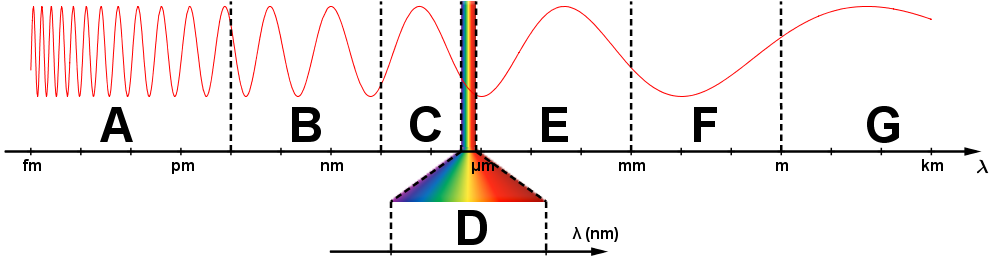 A B C E F G
fm pm nm µm mm m km λ
D
λ (nm)